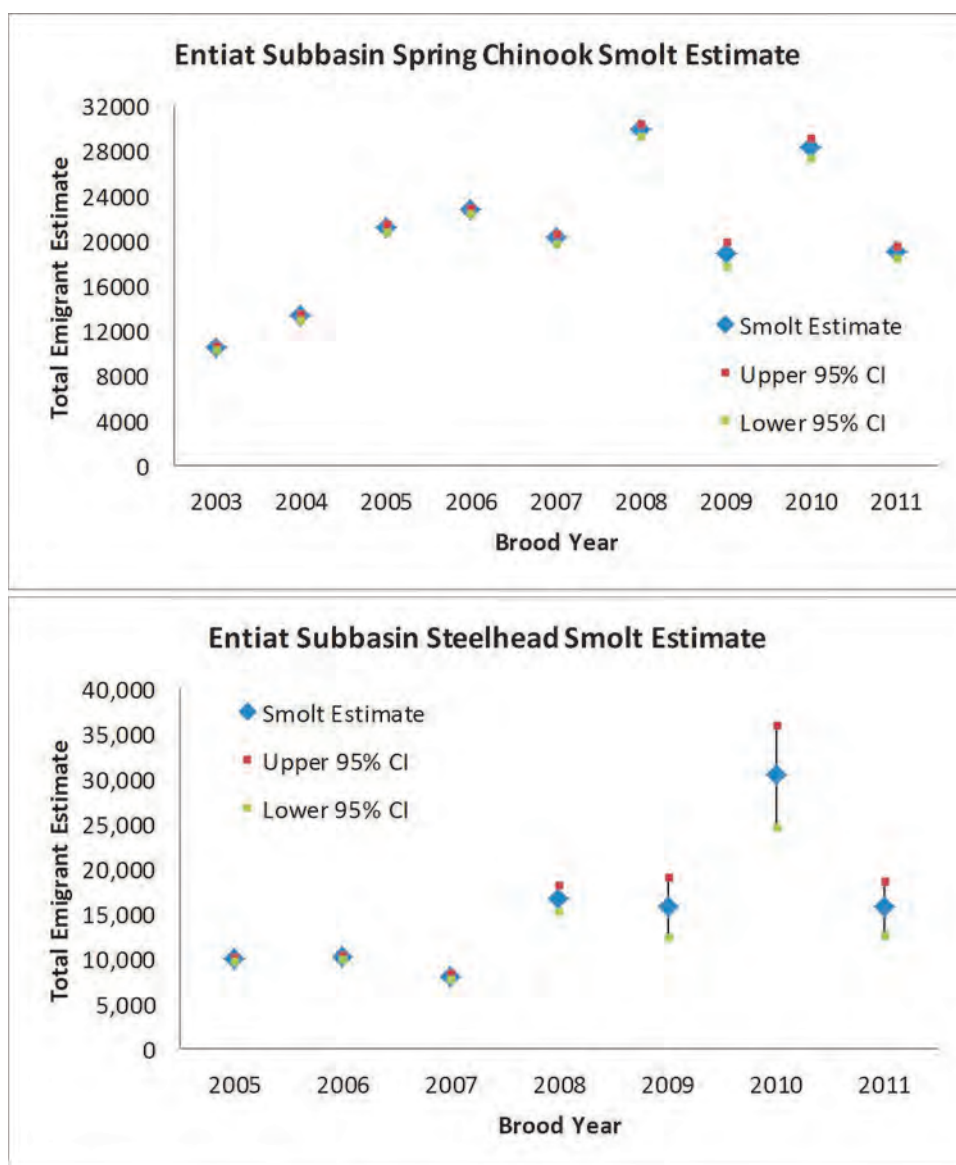 Entiat Subbasin Spring Chinook Smolt Estimate
Total Emigrant Estimate
32000
28000
24000
20000
16000
12000
8000
4000
0
Smolt Estimate
Upper 95% CI
Lower 95% CI
2003 2004 2005 2006 2007 2008 2009 2010 2011
Brood Year
Entiat Subbasin Steelhead Smolt Estimate
Total Emigrant Estimate
40,000
35,000
30,000
25,000
20,000
15,000
10,000
5,000
0
Smolt Estimate
Upper 95% CI
Lower 95% CI
2005 2006 2007 2008 2009 2010 2011
Brood Year